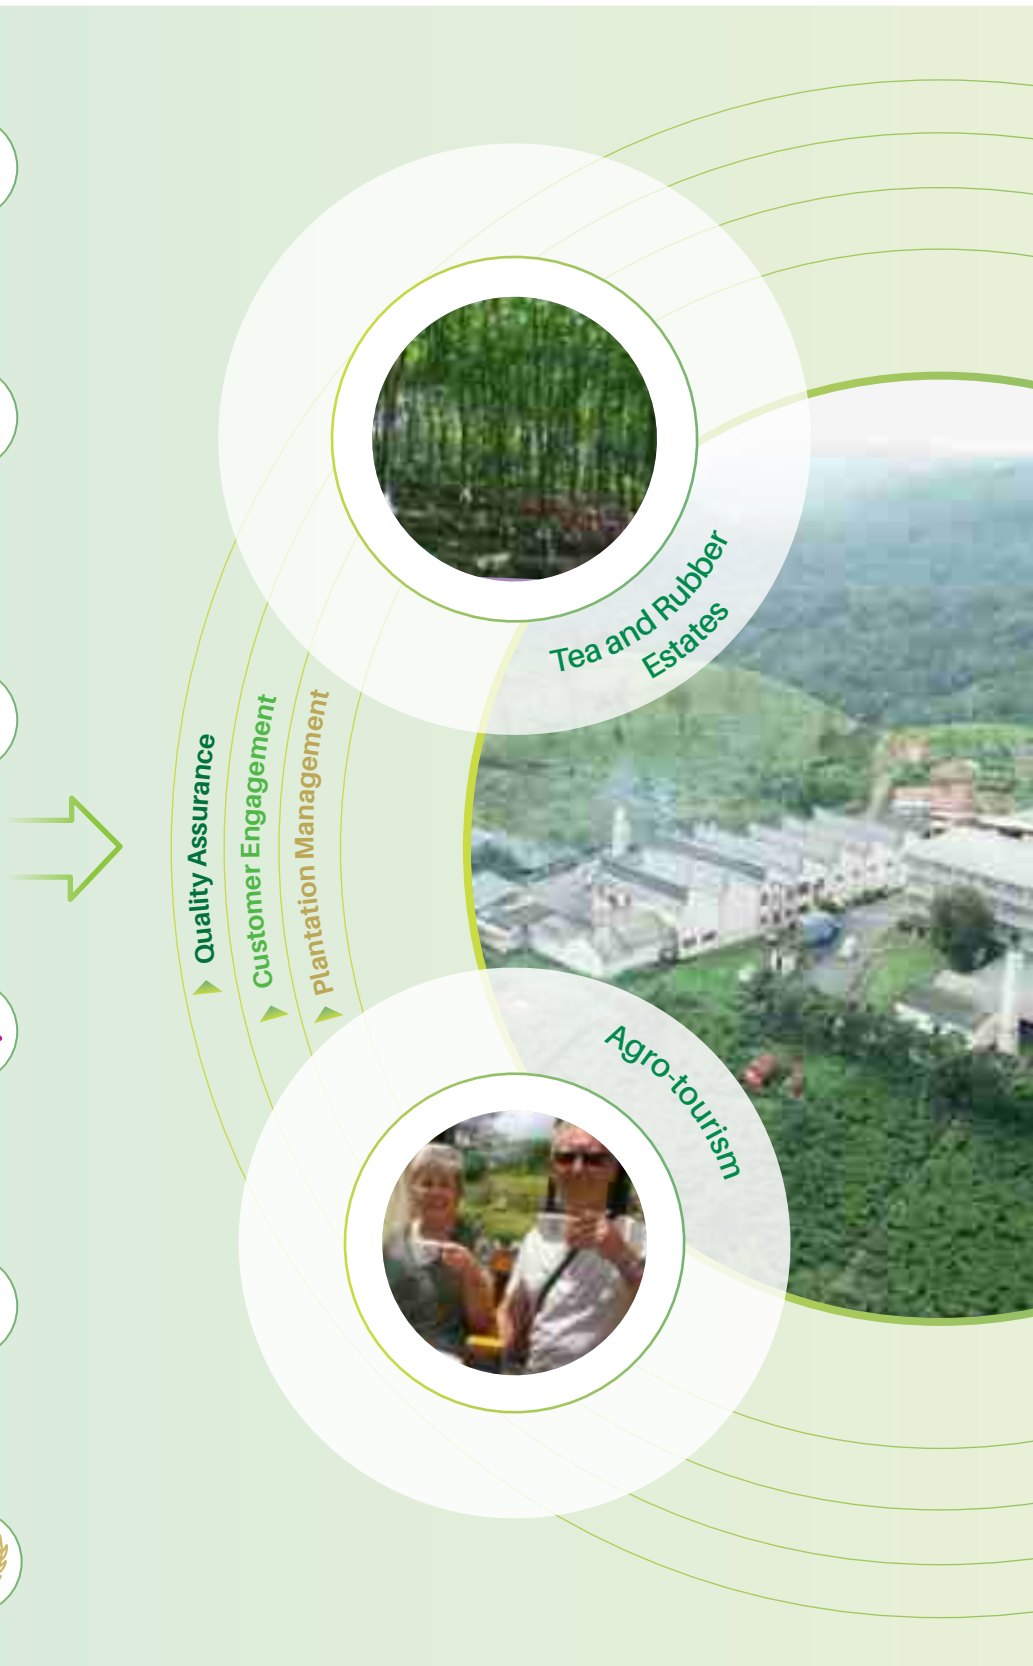 Quality Assurance
Customer Engagement
Plantation Management
Tea and Rubber
Estates
Agro-tourism